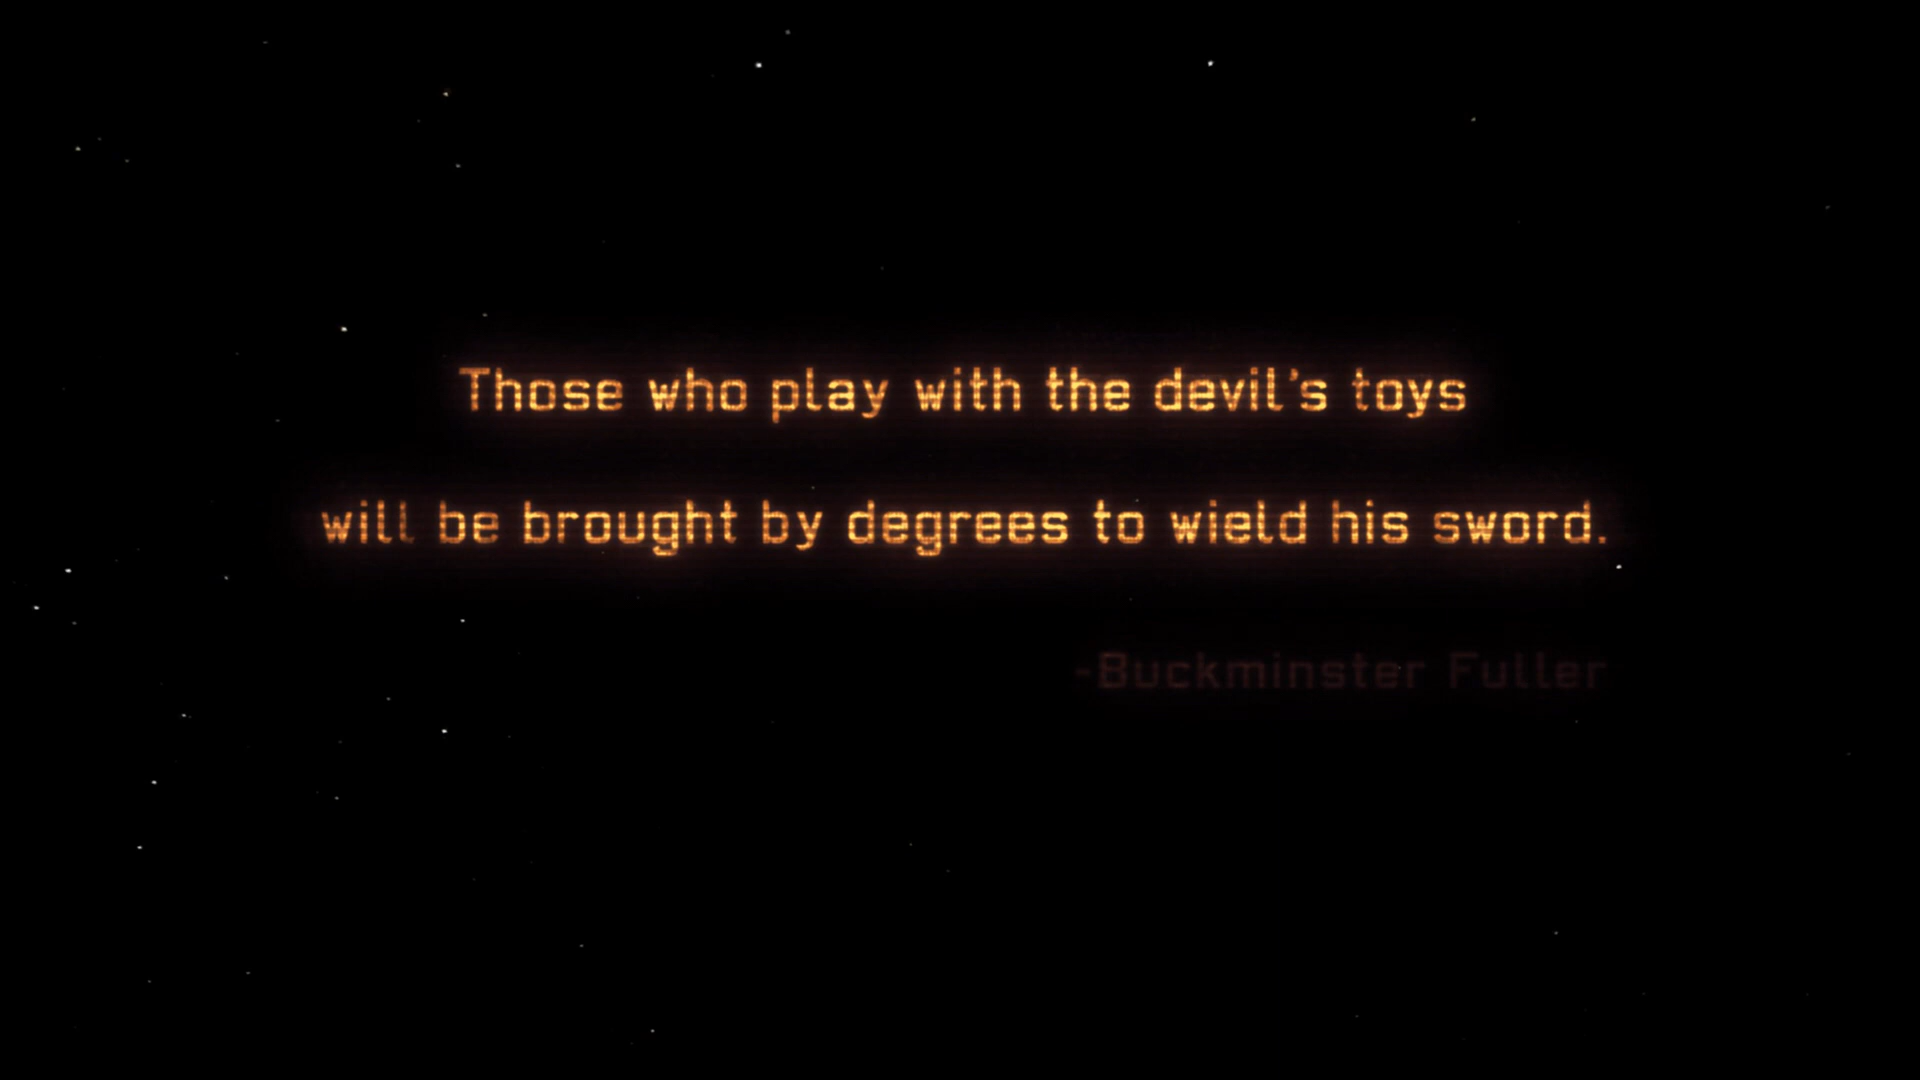 Those who play with the devil's toys
will be brought by degrees to wield his sword.
-Buckminster Fuller